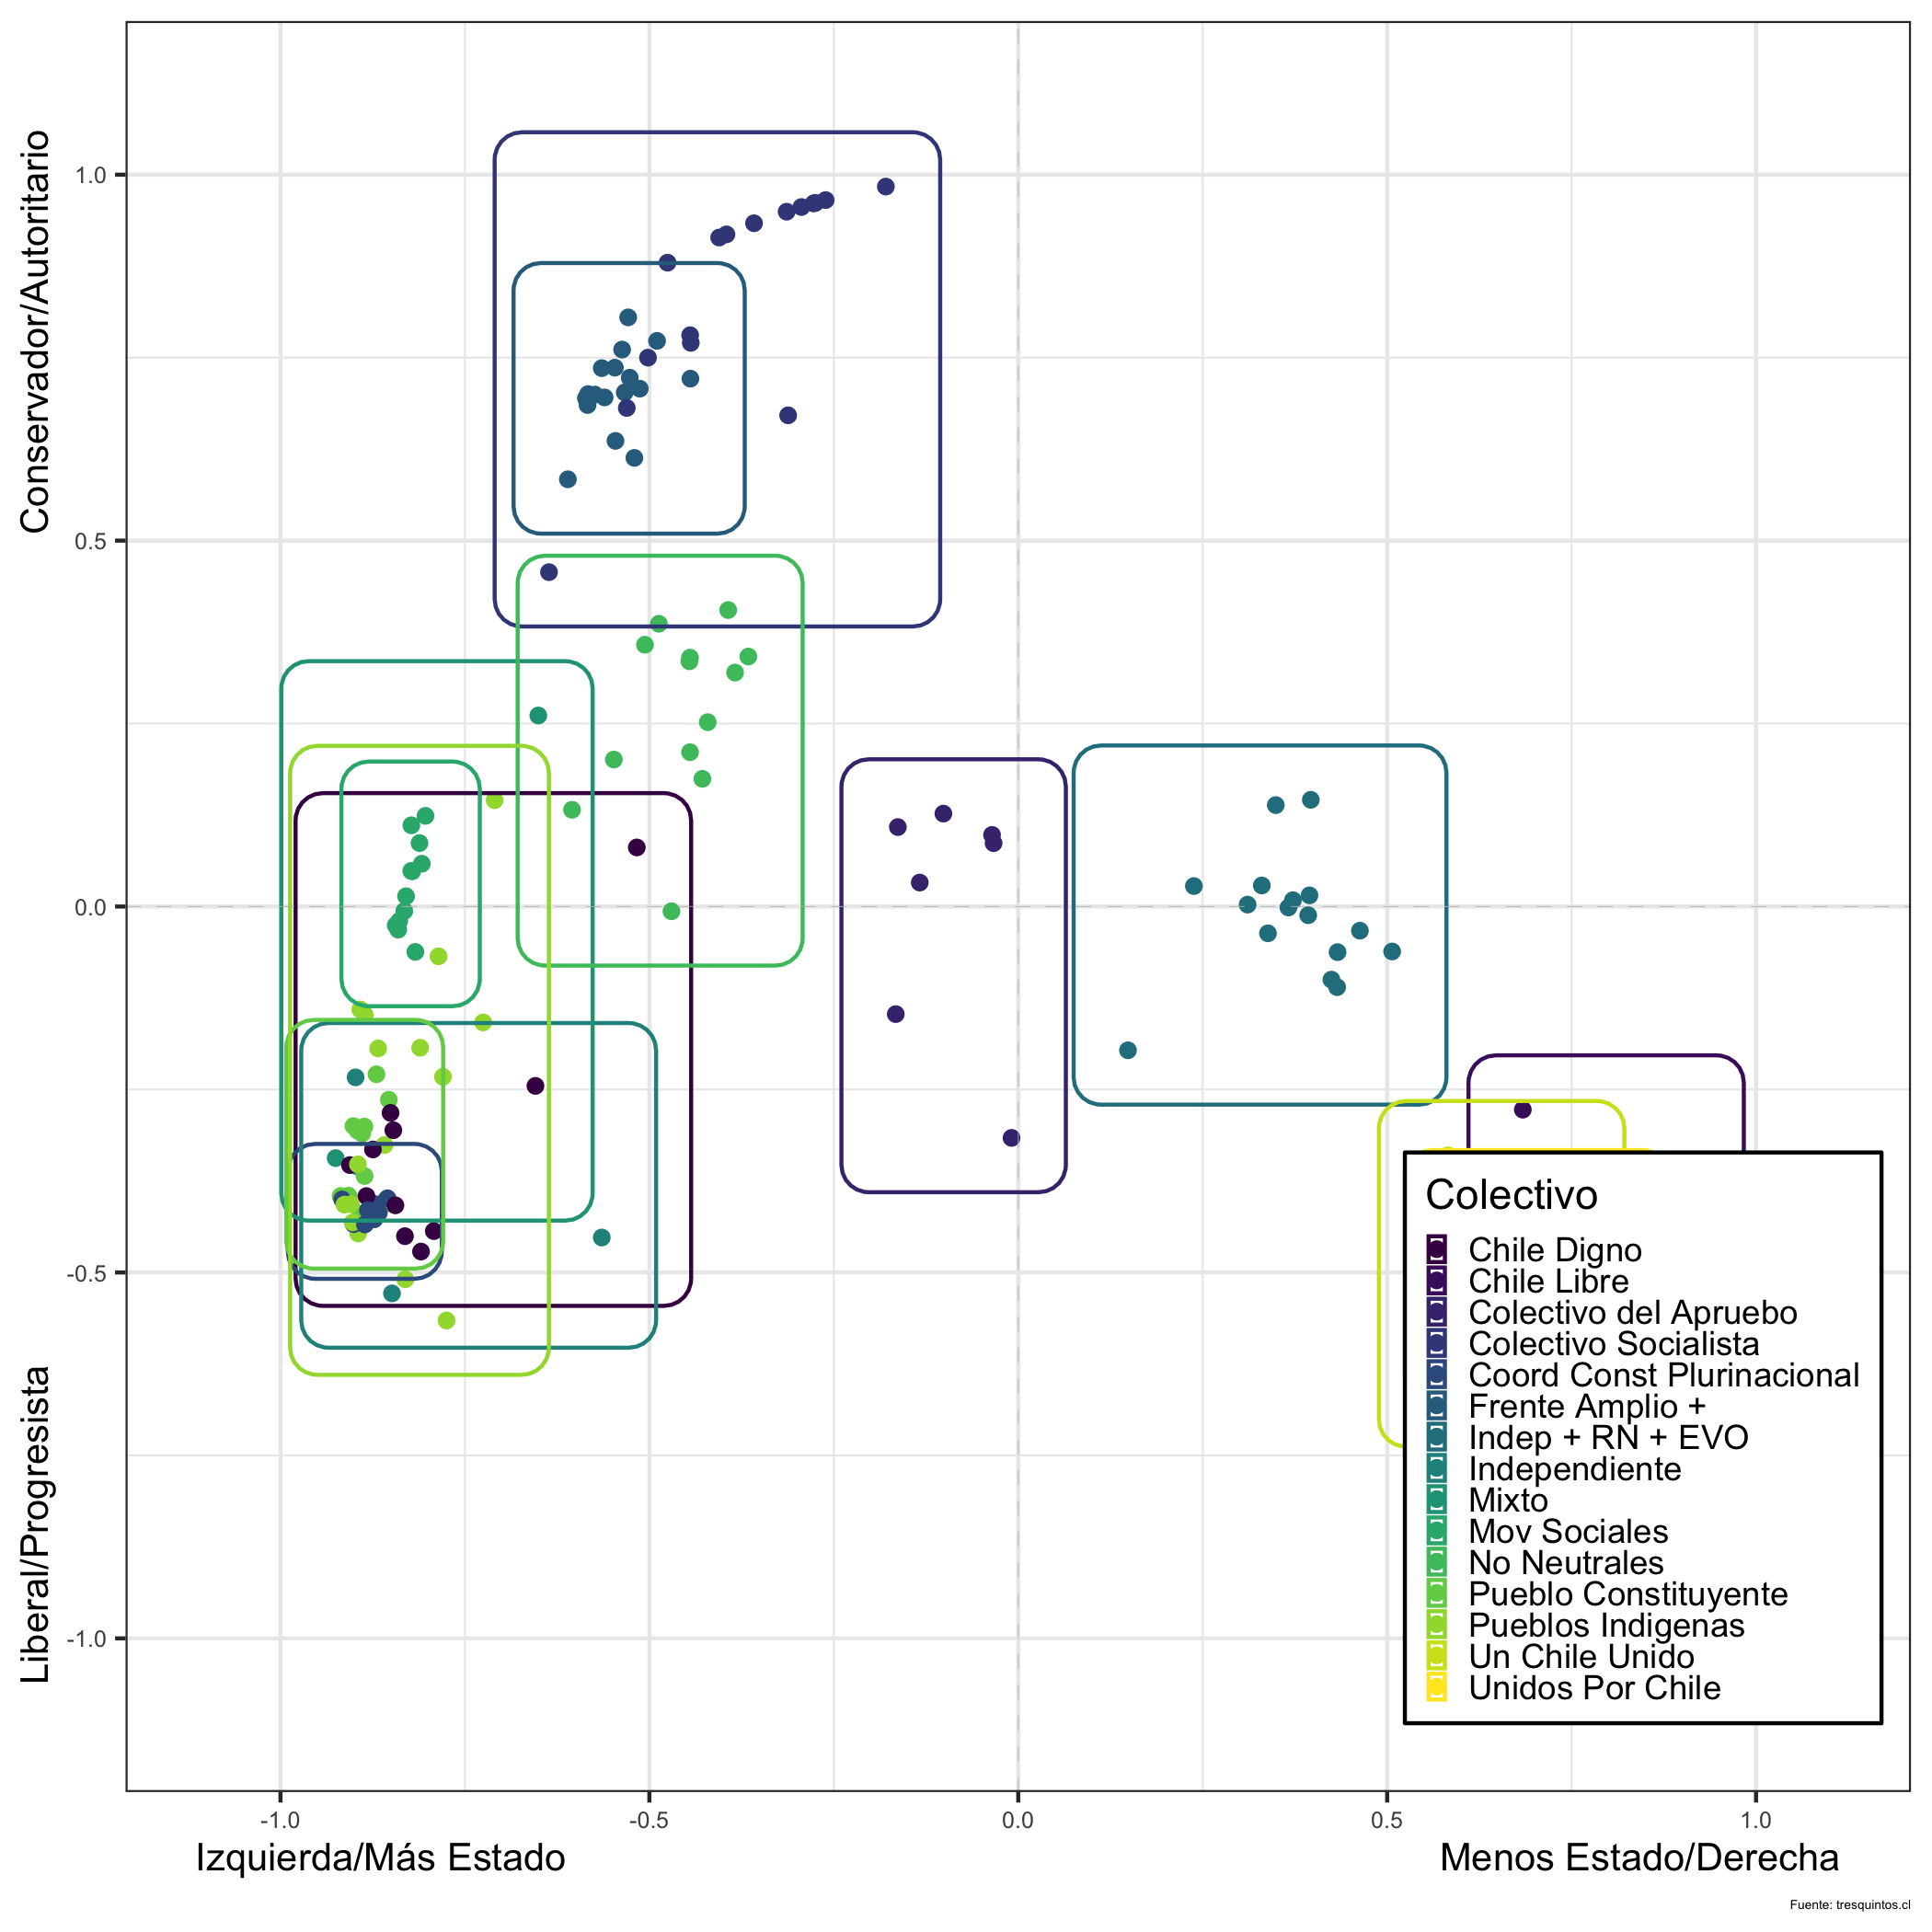 Conservador/Autoritario
Liberal/Progresista
1.0
0.5
0.0
-0.5
-1.0
Colectivo
Chile Digno
Chile Libre
Colectivo del Apruebo
Colectivo Socialista
Coord Const Plurinacional
Frente Amplio +
Indep + RN + EVO
Independiente
Mixto
Mov Sociales
No Neutrales
Pueblo Constituyente
Pueblos Indigenas
Un Chile Unido
Unidos Por Chile
-1.0
-0.5
0.0
0.5
1.0
Izquierda/Más Estado
Menos Estado/Derecha
Fuente: tresquintos.cl